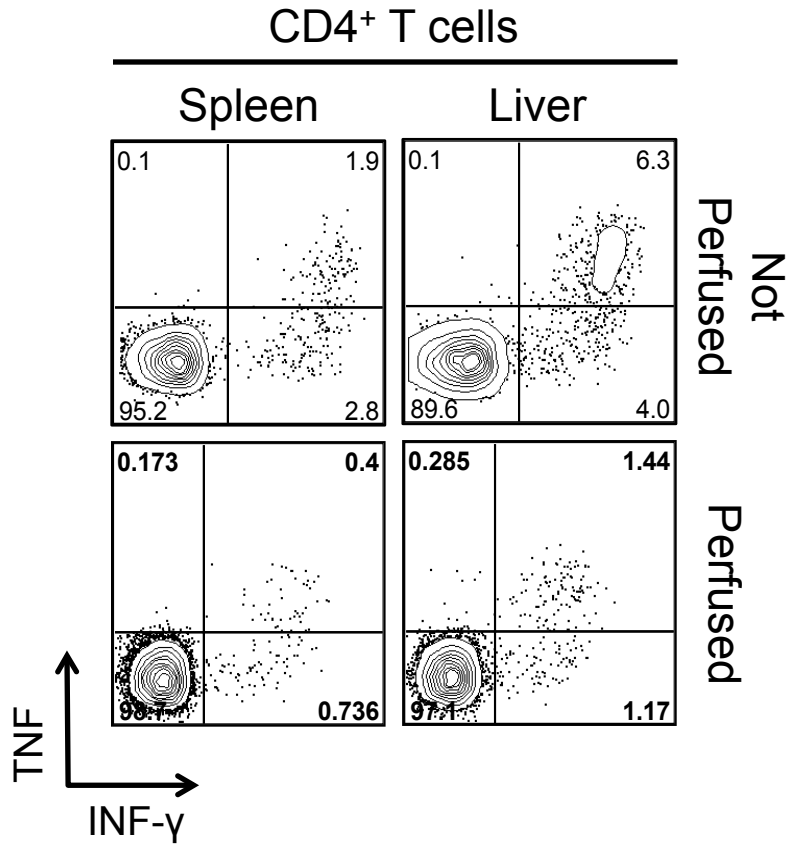 CD4⁺ T cells
Spleen
Liver
0.1
1.9
0.1
6.3
95.2
2.8
89.6
4.0
Not
Perfused
0.173
0.4
0.285
1.44
98.7
0.736
97.1
1.17
Perfused
TNF
INF-γ